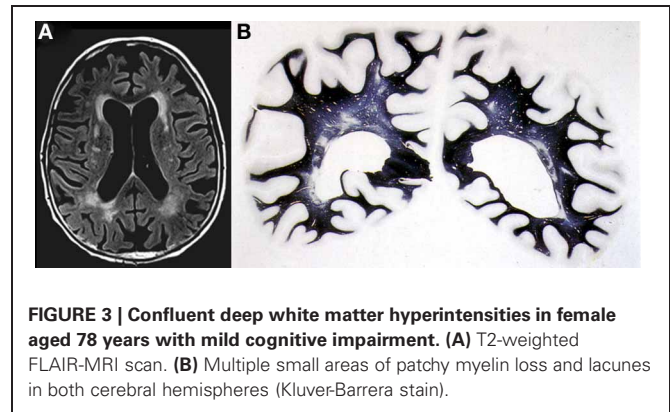 A B
FIGURE 3 | Confluent deep white matter hyperintensities in female
aged 78 years with mild cognitive impairment. (A) T2-weighted
FLAIR-MRI scan. (B) Multiple small areas of patchy myelin loss and lacunes
in both cerebral hemispheres (Kluver-Barrera stain).